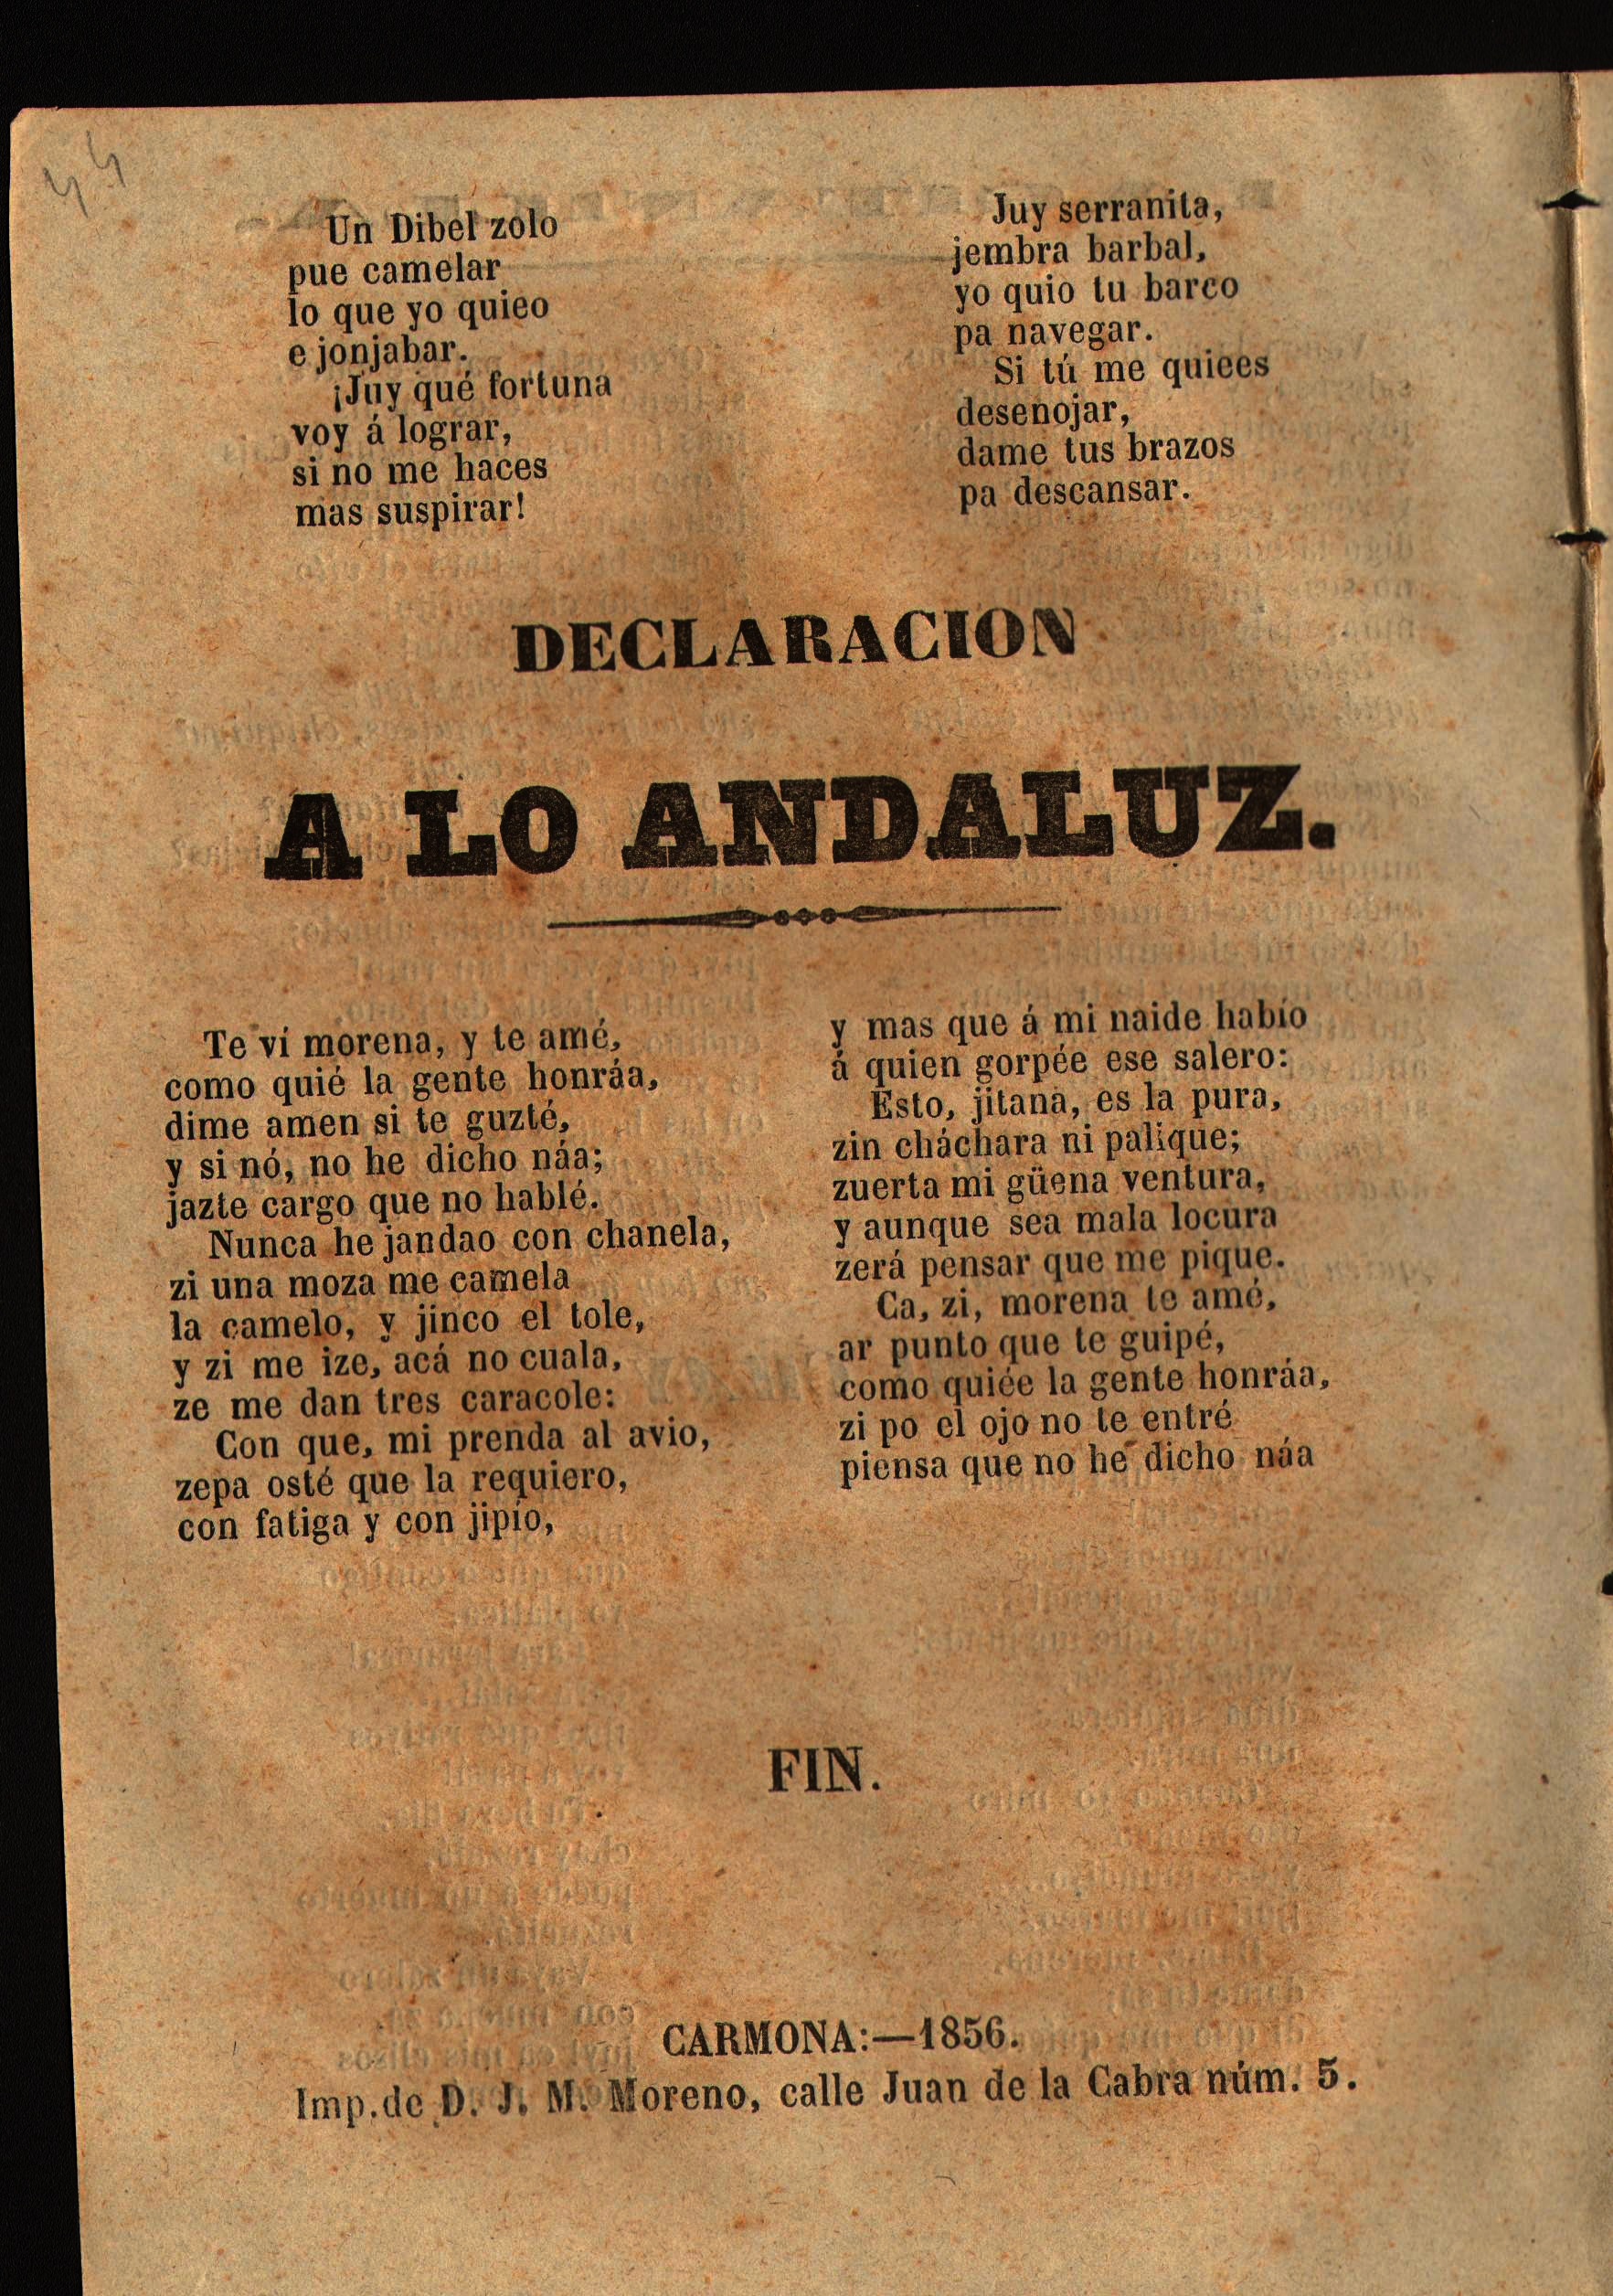 44
Un Dibel zolo
pue camelar
lo que yo quieo
e jonjabar.
¡Juy qué fortuna
voy á lograr,
si no me haces
mas suspirar!
Juy serranita,
jembra barbal,
yo quio tu barco
pa navegar.
Si tú me quiees
desenojar,
dame tus brazos
pa descansar.
DECLARACION
A LO ANDALUZ.
Te ví morena, y te amé,
como quié la gente honráa,
dime amen si te guzté,
y si nó, no he dicho náa;
jazte cargo que no hablé.
Nunca he jandao con chanela,
zi una moza me camela
la camelo, y jinco el tole,
y zi me ize, acá no cuala,
ze me dan tres caracole:
Con que, mi prenda al avio,
zepa osté que la requiero,
con fatiga y con jipío,
y mas que á mi naide habío
á quien gorpée ese salero:
Esto, jitana, es la pura,
zin cháchara ni palique;
zuerta mi güena ventura,
y aunque sea mala locura
zerá pensar que me pique.
Ca, zi, morena te amé,
ar punto que te guipé,
como quiée la gente honráa,
zi po el ojo no te entré
piensa que no he dicho náa
FIN.
CARMONA:—1856.
Imp. de D. J. M. Moreno, calle Juan de la Cabra núm. 5.